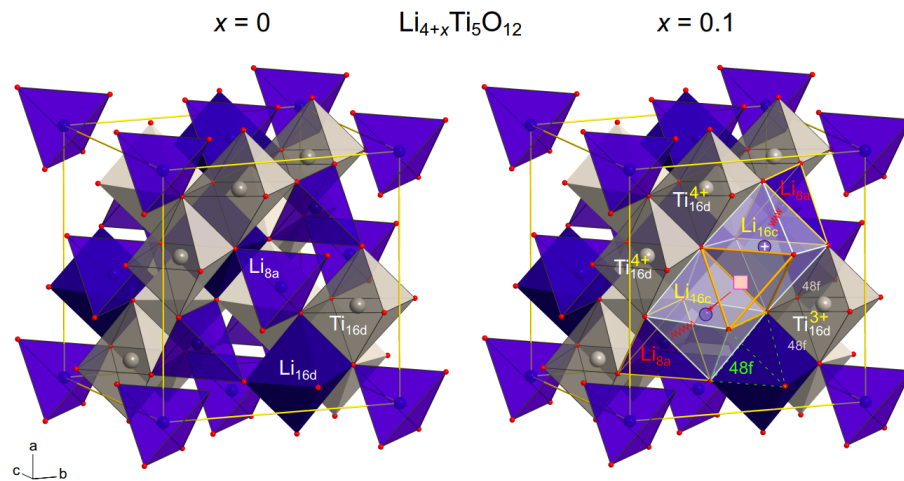 x = 0 Li4+xTi5O12 x = 0.1
Ti4+16d Li8a
Li16c
Li8a Ti4+16d
Li16c 48f
Ti16d Ti3+16d
Li8a 48f
Li16d 48f
a
c b